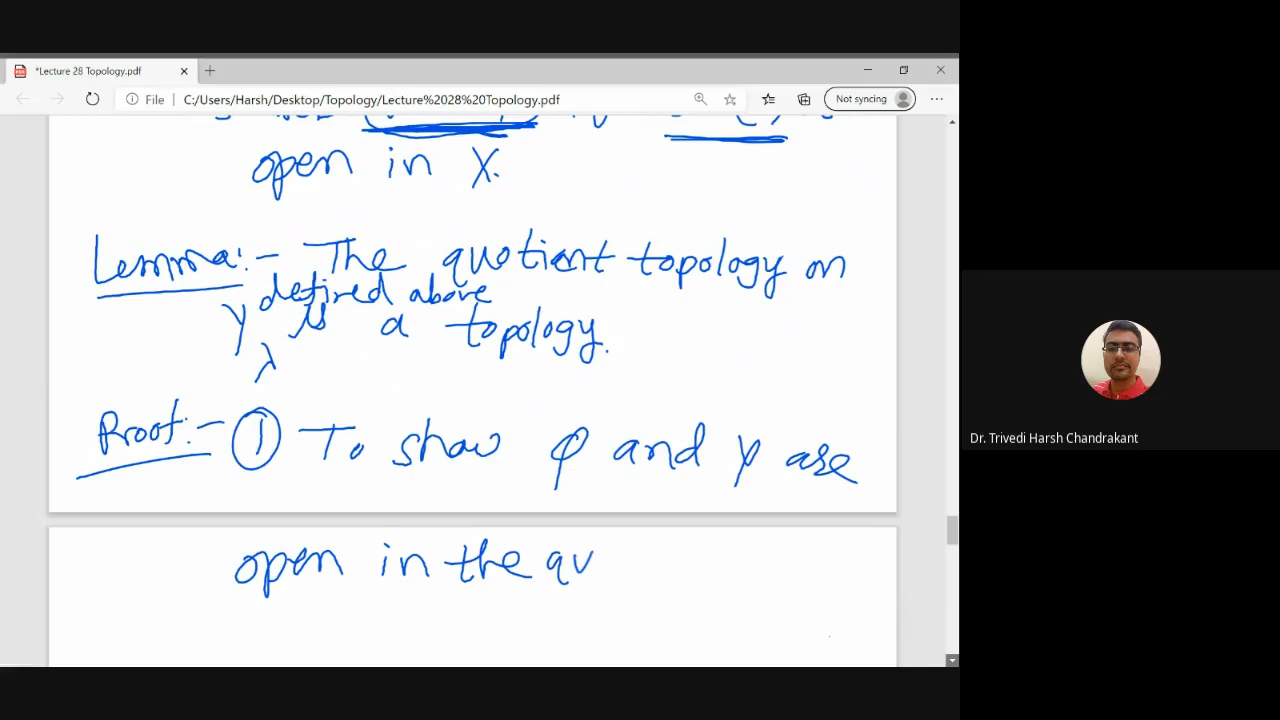 *Lecture 28 Topology.pdf
File | C:/Users/Harsh/Desktop/Topology/Lecture%2028%20Topology.pdf
Not syncing
open in X.
Lemma:- The quotient topology on
Y defined above is a topology.
Proof:- ① To show φ and Y are
open in the qu
Dr. Trivedi Harsh Chandrakant